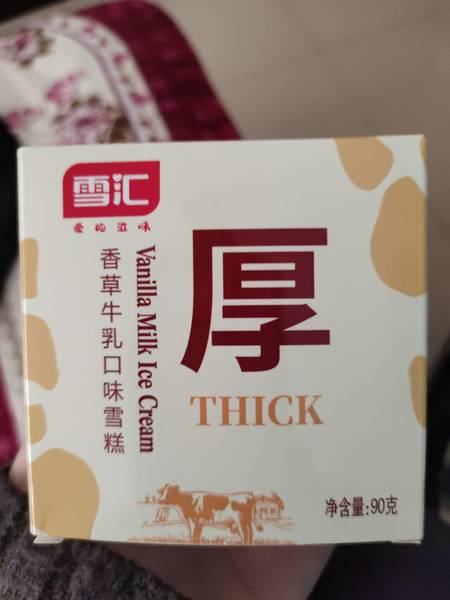 雪汇
爱的滋味
Vanilla Milk Ice Cream
香草牛乳口味雪糕
厚
THICK
净含量:90克